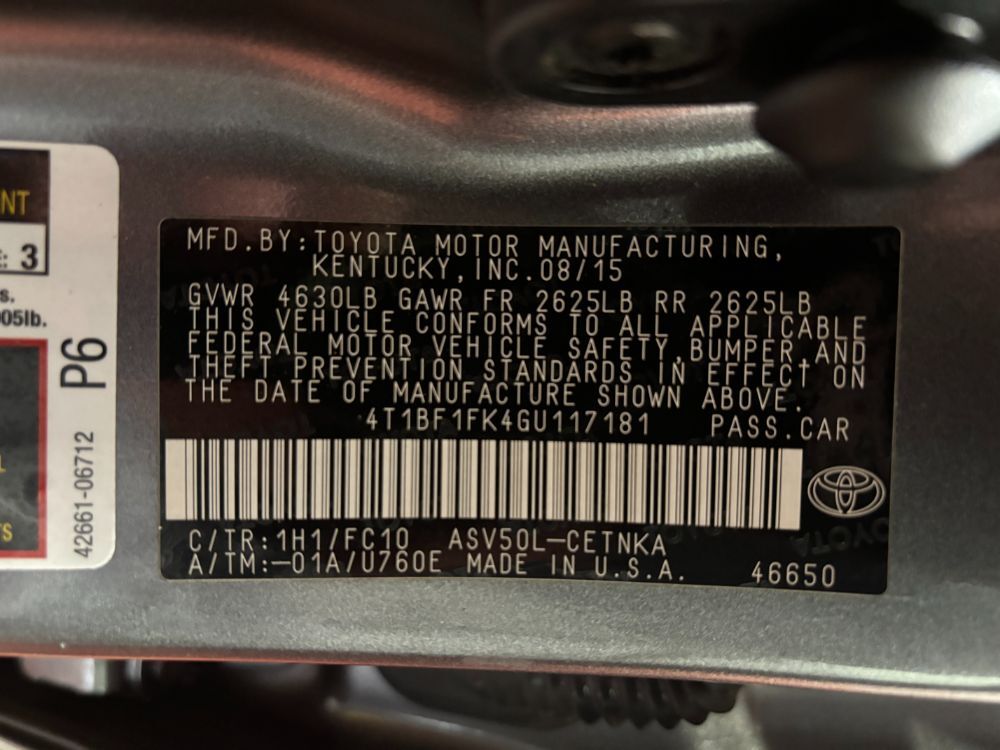 NT
: 3
s.
05lb.
P6
42661-06712
L
TS
MFD.BY:TOYOTA MOTOR MANUFACTURING,
KENTUCKY,INC.08/15
GVWR 4630LB GAWR FR 2625LB RR 2625LB
THIS VEHICLE CONFORMS TO ALL APPLICABLE
FEDERAL MOTOR VEHICLE SAFETY,BUMPER,AND
THEFT PREVENTION STANDARDS IN EFFECT ON
THE DATE OF MANUFACTURE SHOWN ABOVE.
4T1BF1FK4GU117181 PASS.CAR
C/TR:1H1/FC10 ASV50L-CETNKA
A/TM:-01A/U760E MADE IN U.S.A. 46650
TOYOTA